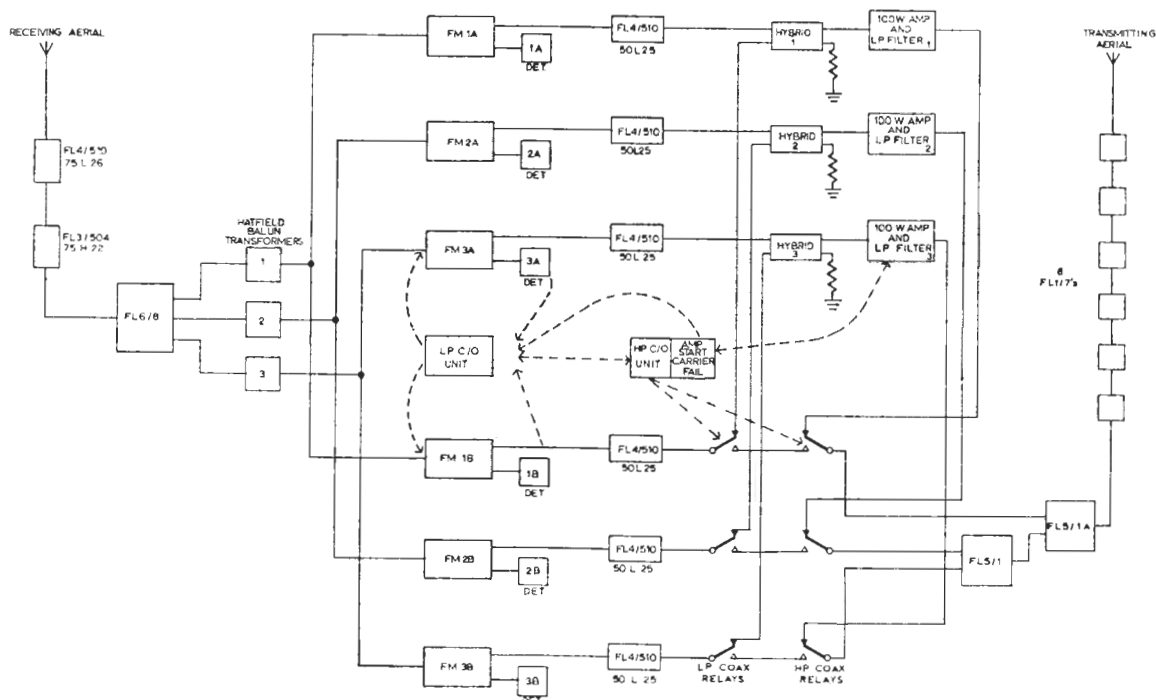 RECEIVING AERIAL
FL4/510
75 L 26
FL3/504
75 H 22
FL6/8
HATFIELD
BALUN
TRANSFORMERS
1
2
3
FM 1A
1A
DET
FL4/510
50L25
HYBRID
1
100W AMP
AND
LP FILTER
1
FM2A
2A
DET
FL4/510
50L25
HYBRID
2
100 W AMP
AND
LP FILTER
2
FM 3A
3A
DET
FL4/510
50 L 25
HYBRID
3
100 W AMP
AND
LP FILTER
3
LP C/O
UNIT
HP C/O
UNIT
AMP
START
CARRIER
FAIL
FM 1B
1B
DET
FL4/510
50L25
FM 2B
2B
DET
FL4/510
50 L 25
FM 3B
3B
DET
FL4/510
50 L 25
LP COAX
RELAYS
HP COAX
RELAYS
TRANSMITTING
AERIAL
6
FL1/7's
FL5/1A
FL5/1